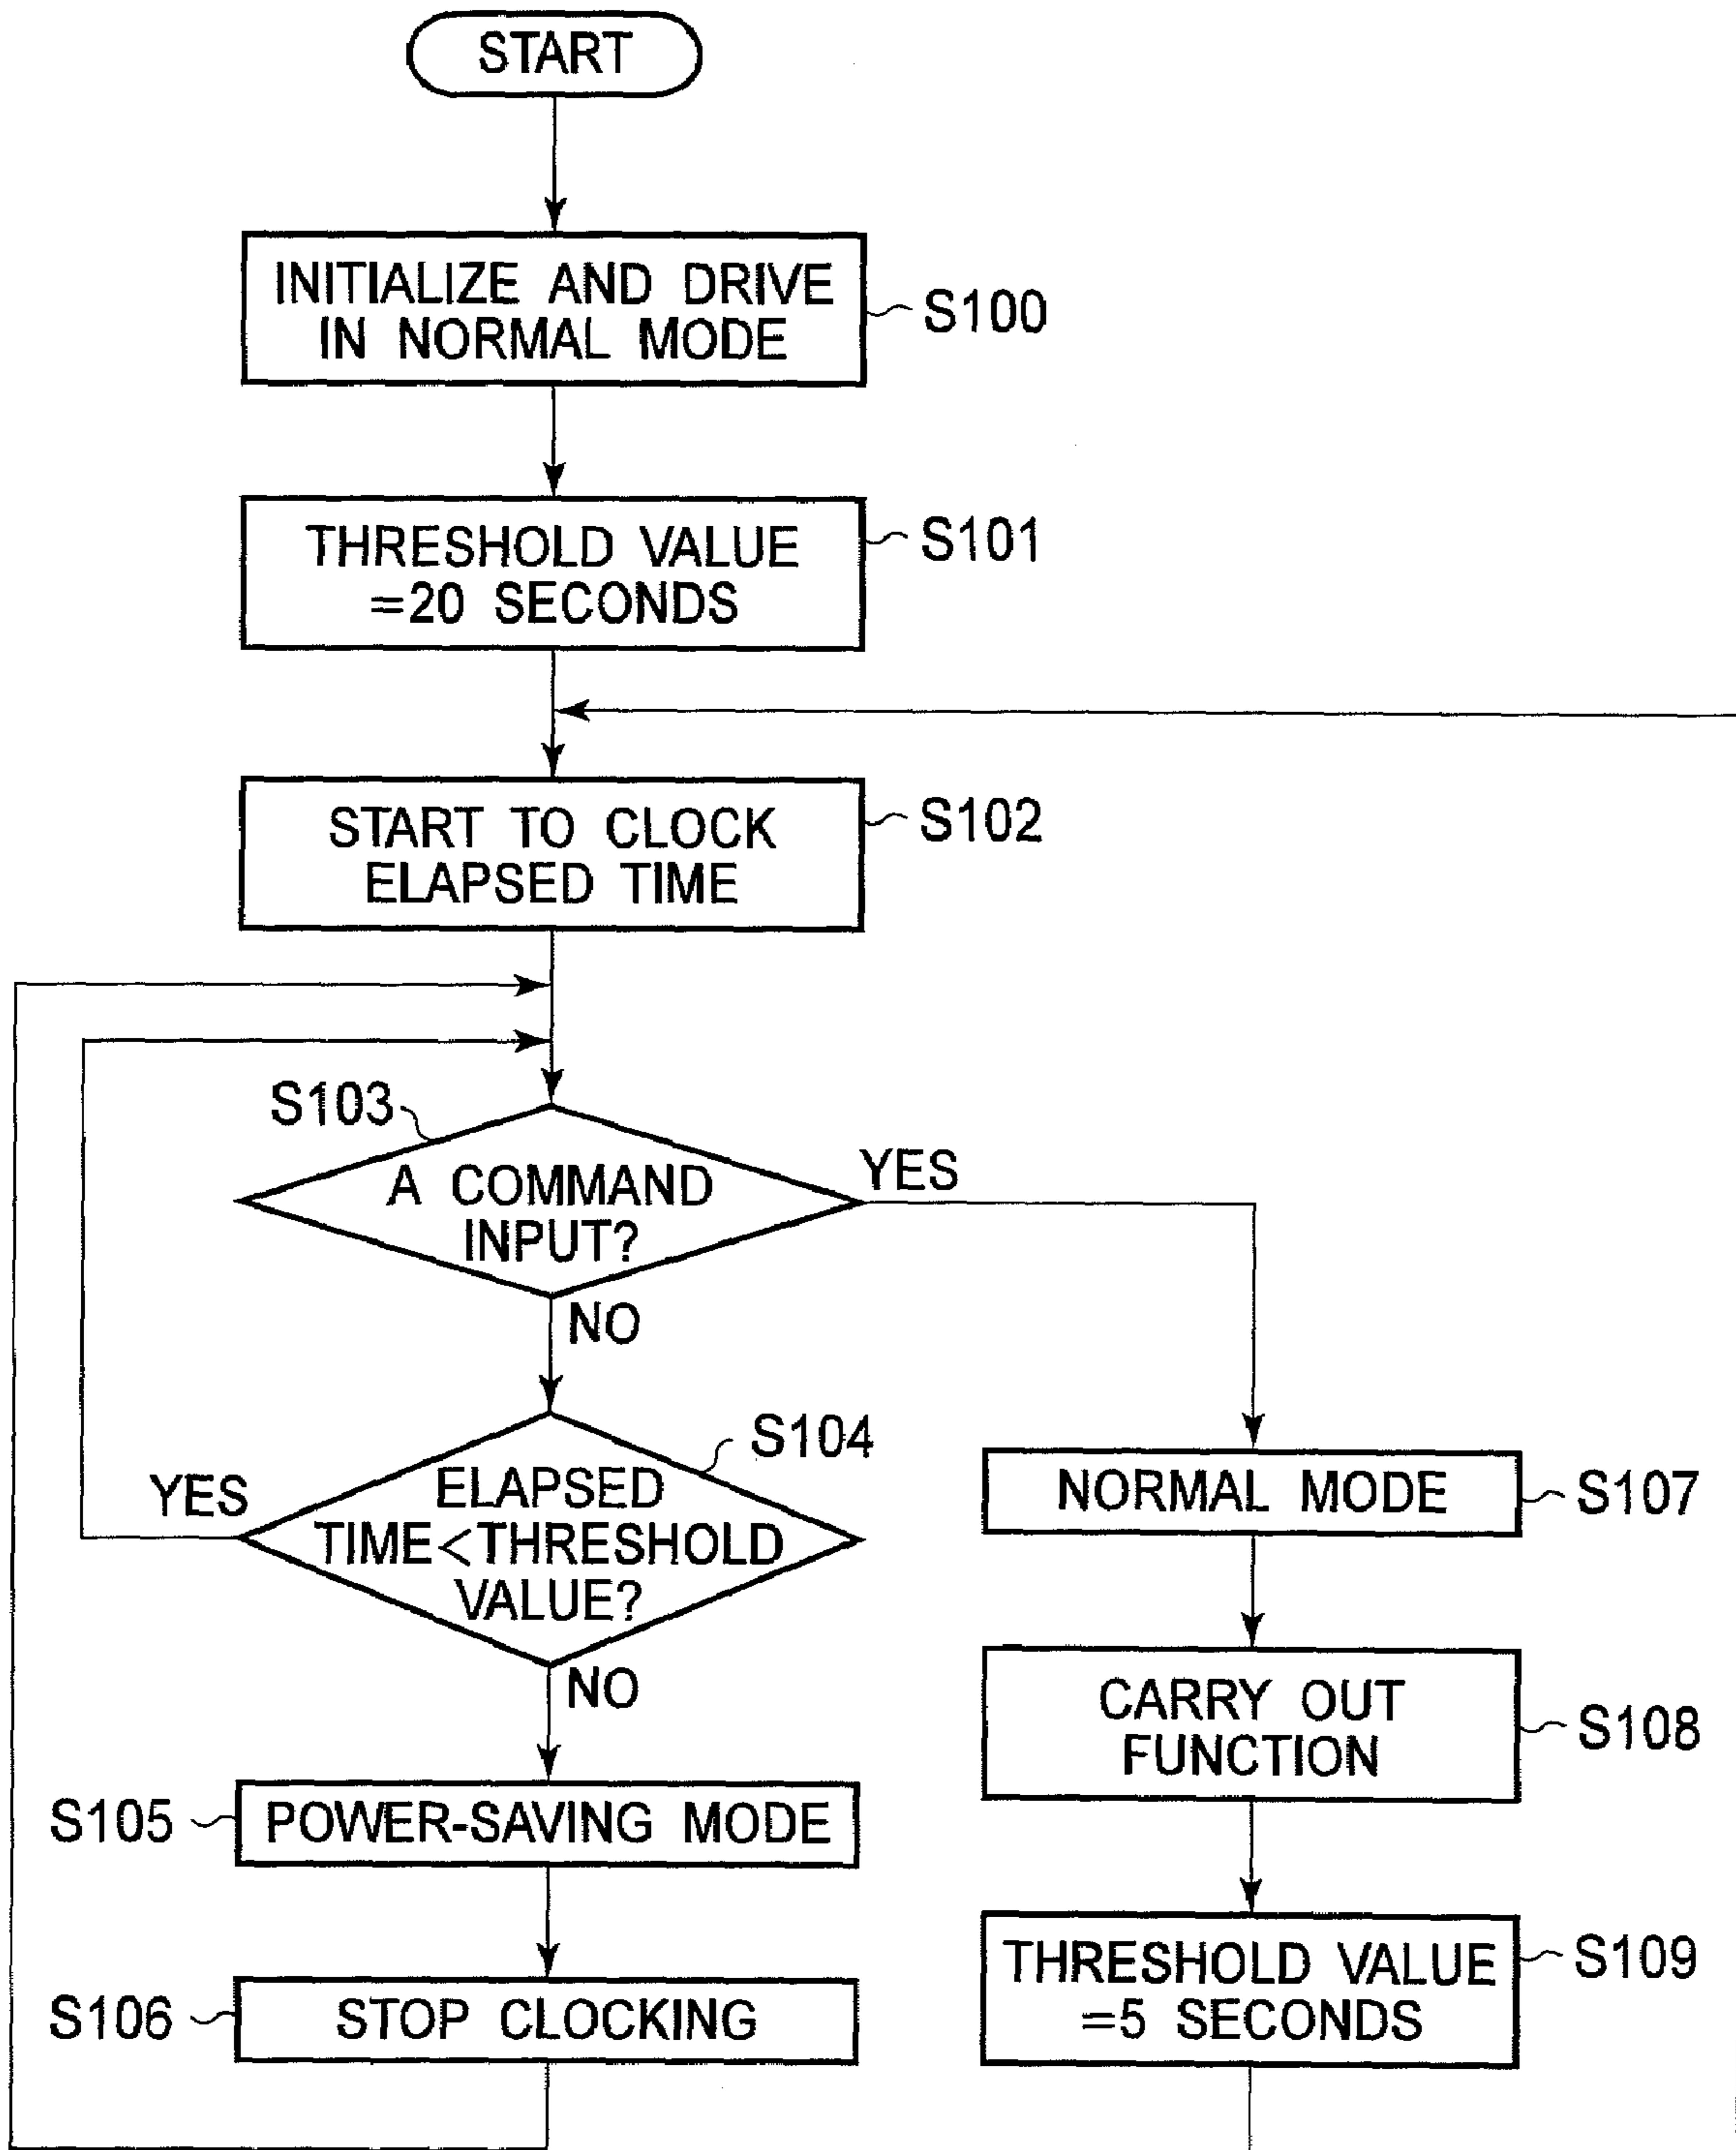 START
INITIALIZE AND DRIVE
IN NORMAL MODE
S100
THRESHOLD VALUE
=20 SECONDS
S101
START TO CLOCK
ELAPSED TIME
S102
S103
A COMMAND
INPUT?
YES
NO
S104
ELAPSED
TIME<THRESHOLD
VALUE?
YES
NO
S105
POWER-SAVING MODE
S106
STOP CLOCKING
NORMAL MODE
S107
CARRY OUT
FUNCTION
S108
THRESHOLD VALUE
=5 SECONDS
S109